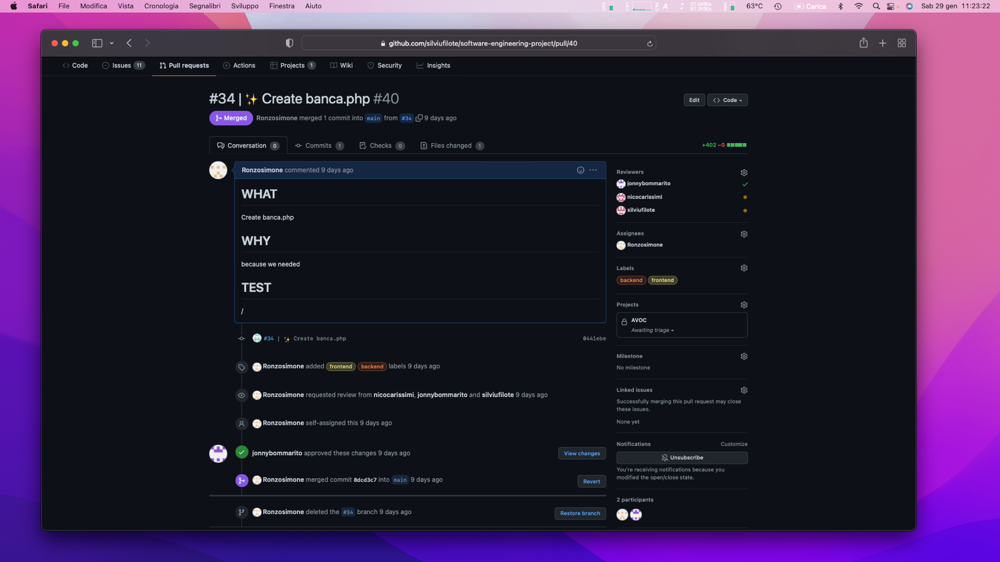 Safari File Modifica Vista Cronologia Segnalibri Sviluppo Finestra Aiuto 27.0KB/s 57.2KB/s 63°C Carica Sab 29 gen 11:23:22
github.com/silviufilote/software-engineering-project/pull/40
Code Issues 11 Pull requests Actions Projects 1 Wiki Security Insights
#34 | ✨ Create banca.php #40
Edit Code
Merged Ronzosimone merged 1 commit into main from #34 9 days ago
Conversation 0 Commits 1 Checks 0 Files changed 1 +402 −0
Ronzosimone commented 9 days ago
WHAT
Create banca.php
WHY
because we needed
TEST
/
#34 | ✨ Create banca.php 0441ebe
Ronzosimone added frontend backend labels 9 days ago
Ronzosimone requested review from nicocarissimi, jonnybommarito and silviufilote 9 days ago
Ronzosimone self-assigned this 9 days ago
jonnybommarito approved these changes 9 days ago View changes
Ronzosimone merged commit 8dcd3c7 into main 9 days ago Revert
Ronzosimone deleted the #34 branch 9 days ago Restore branch
Reviewers
jonnybommarito
nicocarissimi
silviufilote
Assignees
Ronzosimone
Labels
backend frontend
Projects
AVOC
Awaiting triage
Milestone
No milestone
Linked issues
Successfully merging this pull request may close
these issues.
None yet
Notifications Customize
Unsubscribe
You're receiving notifications because you
modified the open/close state.
2 participants